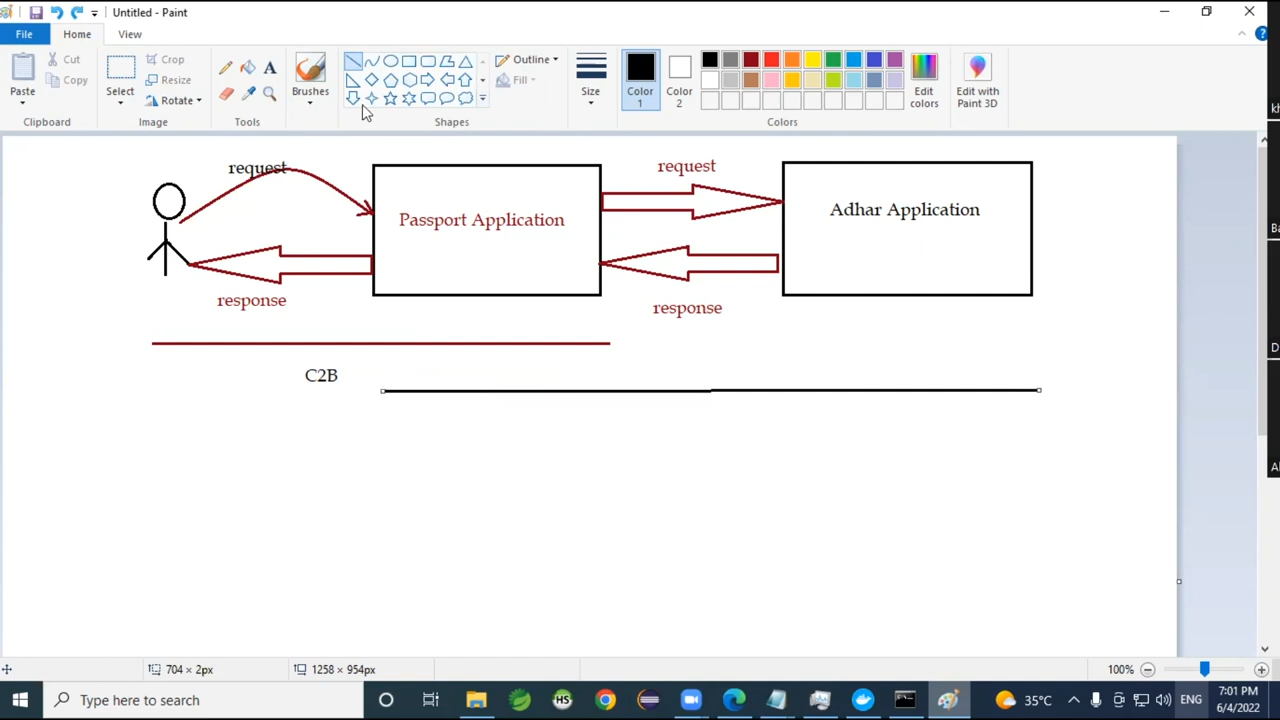 Untitled - Paint
File
Home
View
Paste
Cut
Copy
Clipboard
Select
Crop
Resize
Rotate
Image
A
Tools
Brushes
Outline
Fill
Shapes
Size
Color
1
Color
2
Edit
colors
Edit with
Paint 3D
Colors
request
Passport Application
response
request
Adhar Application
response
C2B
704 × 2px
1258 × 954px
100%
Type here to search
HS
35°C
ENG
7:01 PM
6/4/2022